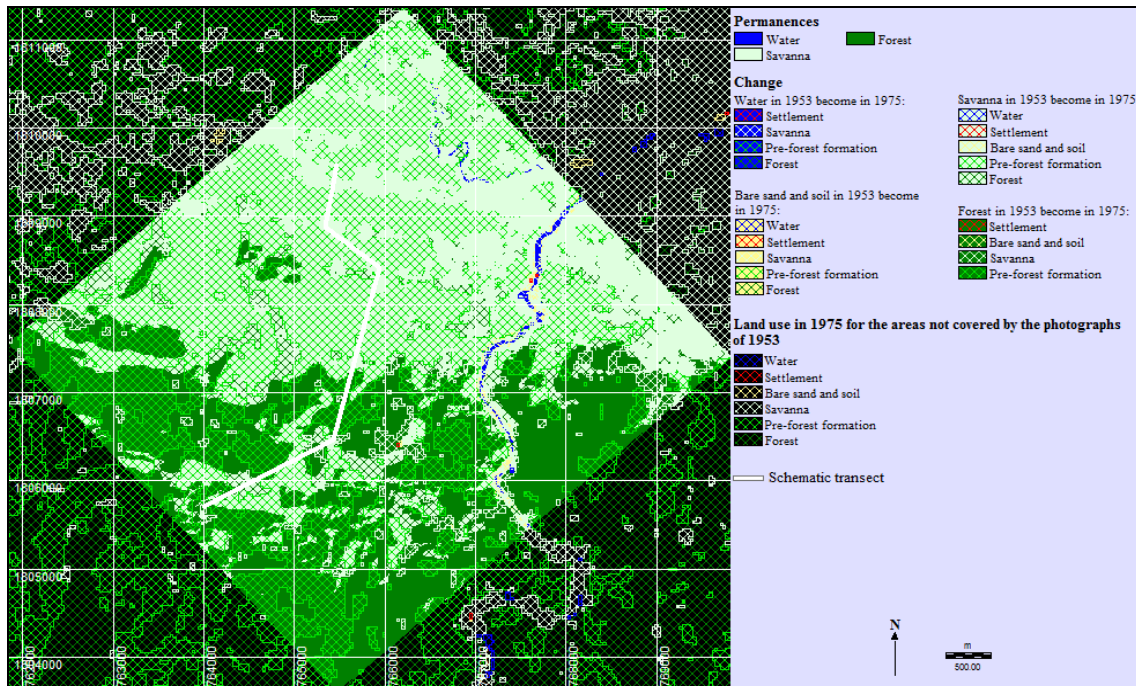 1811000
1810000
1809000
1808000
1807000
1806000
1805000
1804000
763000
764000
765000
766000
Permanences
Water
Forest
Savanna
Change
Water in 1953 become in 1975:
Settlement
Savanna
Pre-forest formation
Forest
Savanna in 1953 become in 1975
Water
Settlement
Bare sand and soil
Pre-forest formation
Forest
Bare sand and soil in 1953 become
in 1975:
Water
Settlement
Savanna
Pre-forest formation
Forest
Forest in 1953 become in 1975:
Settlement
Bare sand and soil
Savanna
Pre-forest formation
Land use in 1975 for the areas not covered by the photographs
of 1953
Water
Settlement
Bare sand and soil
Savanna
Pre-forest formation
Forest
Schematic transect
N
m
500.00